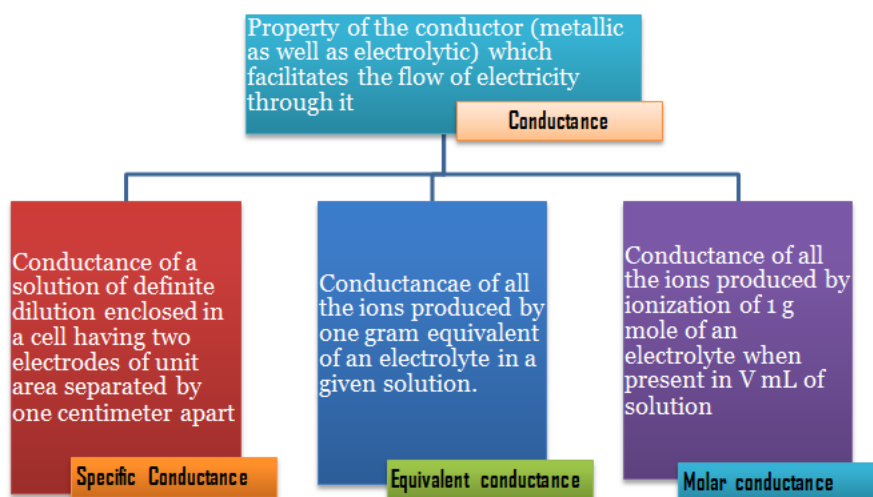 Property of the conductor (metallic
as well as electrolytic) which
facilitates the flow of electricity
through it
Conductance
Conductance of a
solution of definite
dilution enclosed in
a cell having two
electrodes of unit
area separated by
one centimeter apart
Specific Conductance
Conductancae of all
the ions produced by
one gram equivalent
of an electrolyte in a
given solution.
Equivalent conductance
Conductance of all
the ions produced by
ionization of 1 g
mole of an
electrolyte when
present in V mL of
solution
Molar conductance